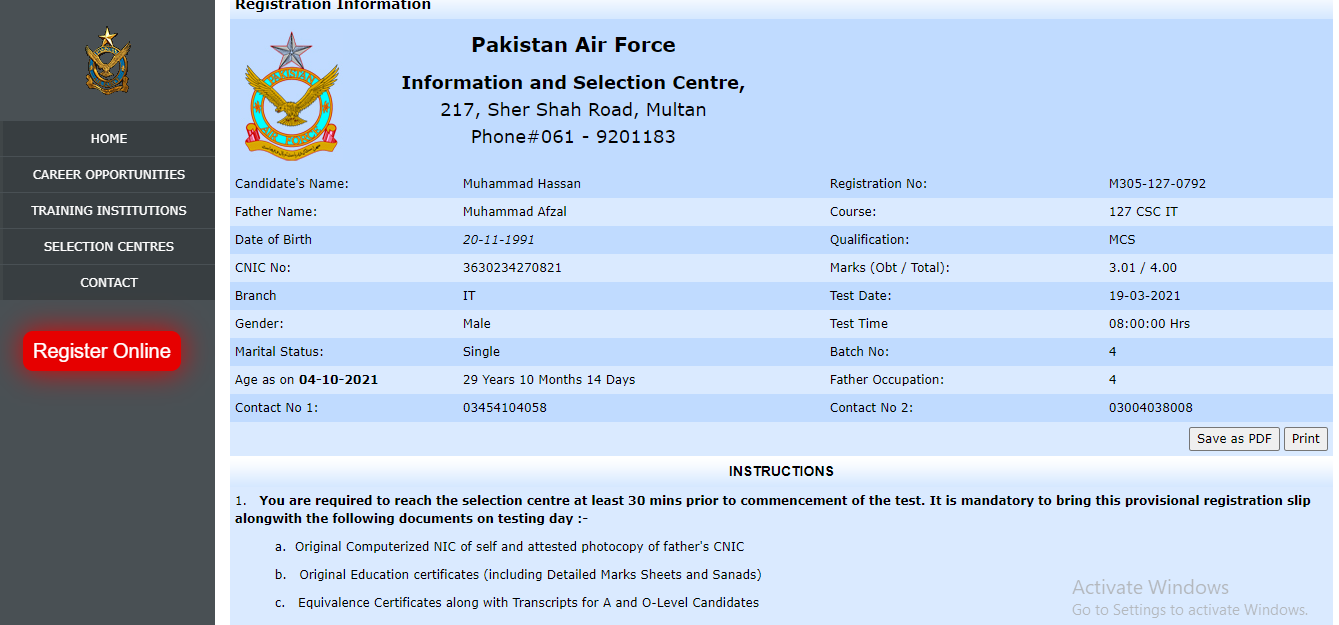 Registration Information
HOME
CAREER OPPORTUNITIES
TRAINING INSTITUTIONS
SELECTION CENTRES
CONTACT
Register Online
Pakistan Air Force
Information and Selection Centre,
217, Sher Shah Road, Multan
Phone#061 - 9201183
PAKISTAN
AIR FORCE
Candidate's Name: Muhammad Hassan Registration No: M305-127-0792
Father Name: Muhammad Afzal Course: 127 CSC IT
Date of Birth 20-11-1991 Qualification: MCS
CNIC No: 3630234270821 Marks (Obt / Total): 3.01 / 4.00
Branch IT Test Date: 19-03-2021
Gender: Male Test Time 08:00:00 Hrs
Marital Status: Single Batch No: 4
Age as on 04-10-2021 29 Years 10 Months 14 Days Father Occupation: 4
Contact No 1: 03454104058 Contact No 2: 03004038008
Save as PDF Print
INSTRUCTIONS
1. You are required to reach the selection centre at least 30 mins prior to commencement of the test. It is mandatory to bring this provisional registration slip
alongwith the following documents on testing day :-
a. Original Computerized NIC of self and attested photocopy of father's CNIC
b. Original Education certificates (including Detailed Marks Sheets and Sanads)
c. Equivalence Certificates along with Transcripts for A and O-Level Candidates
Activate Windows
Go to Settings to activate Windows.